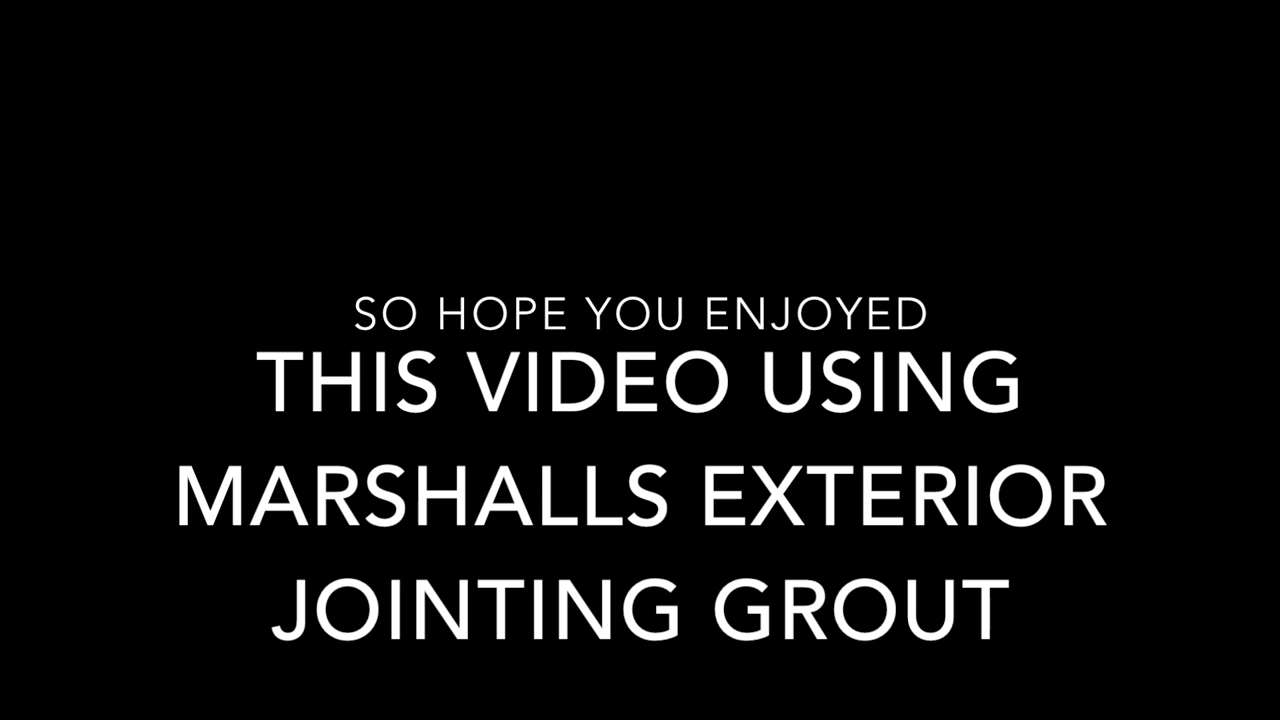 SO HOPE YOU ENJOYED
THIS VIDEO USING
MARSHALLS EXTERIOR
JOINTING GROUT